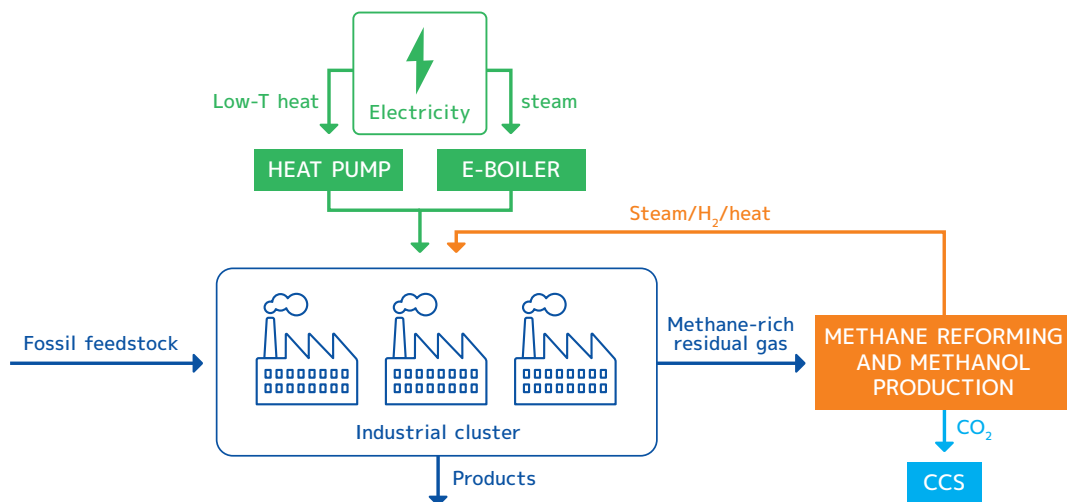 Low-T heat
Electricity
steam
HEAT PUMP
E-BOILER
Steam/H₂/heat
Fossil feedstock
Methane-rich
residual gas
METHANE REFORMING
AND METHANOL
PRODUCTION
Industrial cluster
CO₂
Products
CCS